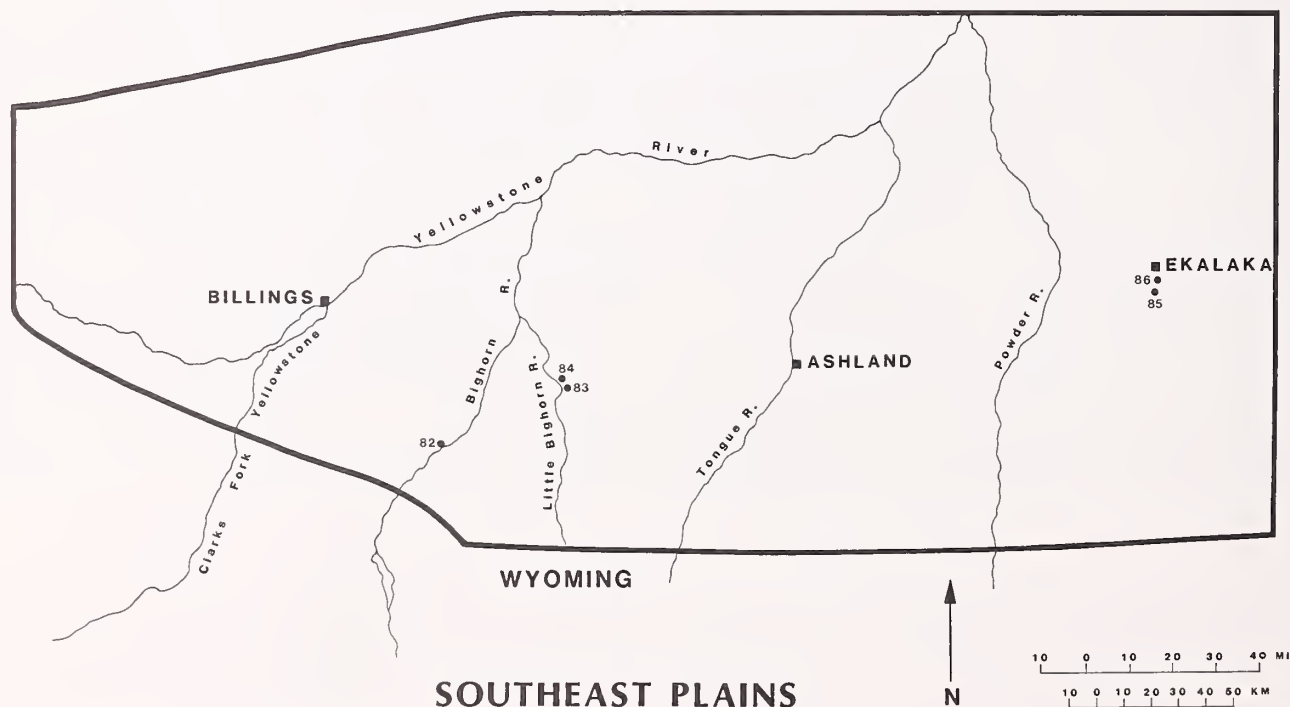 River
Yellowstone
EKALAKA
86
85
BILLINGS
R.
Powder R.
Yellowstone
Bighorn
84
83
ASHLAND
Little Bighorn R.
82
Tongue R.
Fork
Clarks
WYOMING
10 0 10 20 30 40 MI
SOUTHEAST PLAINS
N
10 0 10 20 30 40 50 KM